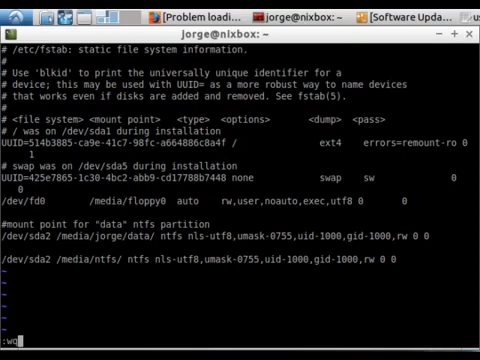 [Problem loadi...
jorge@nixbox: ~
[Software Upda...
us
jorge@nixbox: ~
# /etc/fstab: static file system information.
#
# Use 'blkid' to print the universally unique identifier for a
# device; this may be used with UUID= as a more robust way to name devices
# that works even if disks are added and removed. See fstab(5).
#
# <file system> <mount point> <type> <options> <dump> <pass>
# / was on /dev/sda1 during installation
UUID=514b3885-ca9e-41c7-98fc-a664886c8a4f / ext4 errors=remount-ro 0
1
# swap was on /dev/sda5 during installation
UUID=425e7865-1c30-4bc2-abb9-cd17788b7448 none swap sw 0
0
/dev/fd0 /media/floppy0 auto rw,user,noauto,exec,utf8 0 0
#mount point for "data" ntfs partition
/dev/sda2 /media/jorge/data/ ntfs nls-utf8,umask-0755,uid-1000,gid-1000,rw 0 0
/dev/sda2 /media/ntfs/ ntfs nls-utf8,umask-0755,uid-1000,gid-1000,rw 0 0
~
~
~
~
~
~
:wq